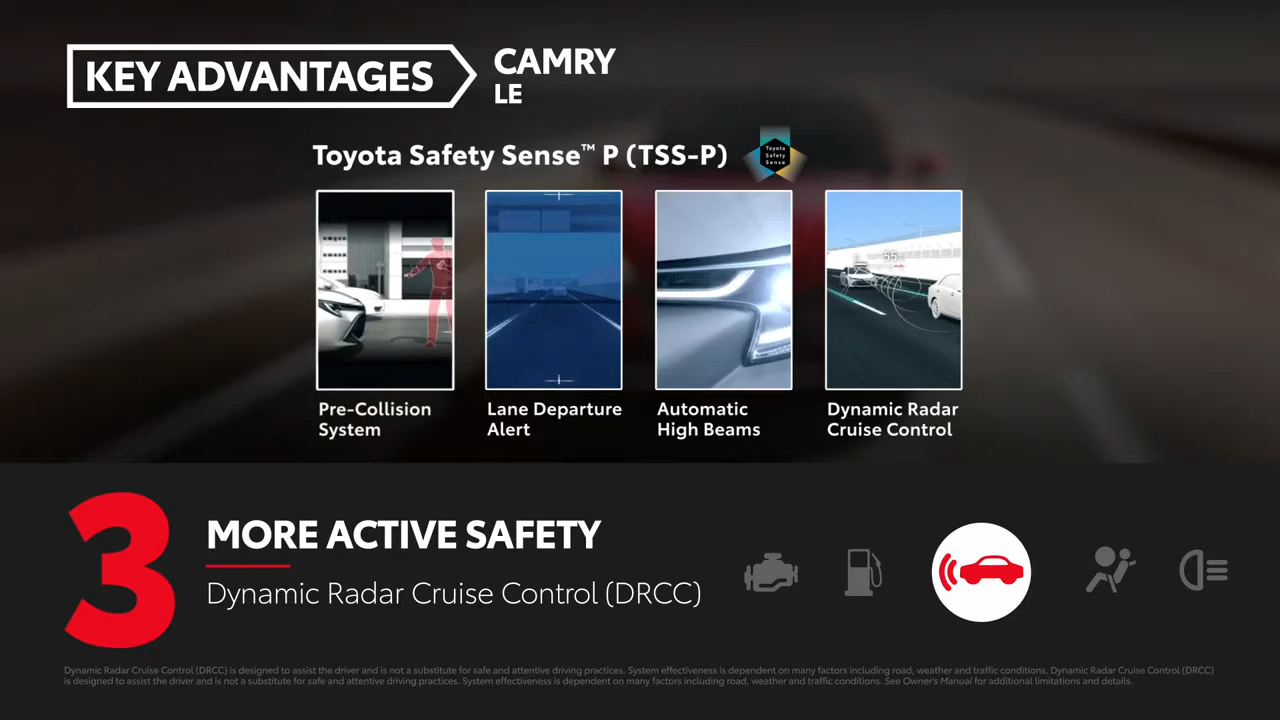 KEY ADVANTAGES
CAMRY
LE
Toyota Safety Sense™ P (TSS-P)
Toyota
Safety
Sense
55
Pre-Collision
System
Lane Departure
Alert
Automatic
High Beams
Dynamic Radar
Cruise Control
3
MORE ACTIVE SAFETY
Dynamic Radar Cruise Control (DRCC)
Dynamic Radar Cruise Control (DRCC) is designed to assist the driver and is not a substitute for safe and attentive driving practices. System effectiveness is dependent on many factors including road, weather and traffic conditions. Dynamic Radar Cruise Control (DRCC)
is designed to assist the driver and is not a substitute for safe and attentive driving practices. System effectiveness is dependent on many factors including road, weather and traffic conditions. See Owner's Manual for additional limitations and details.